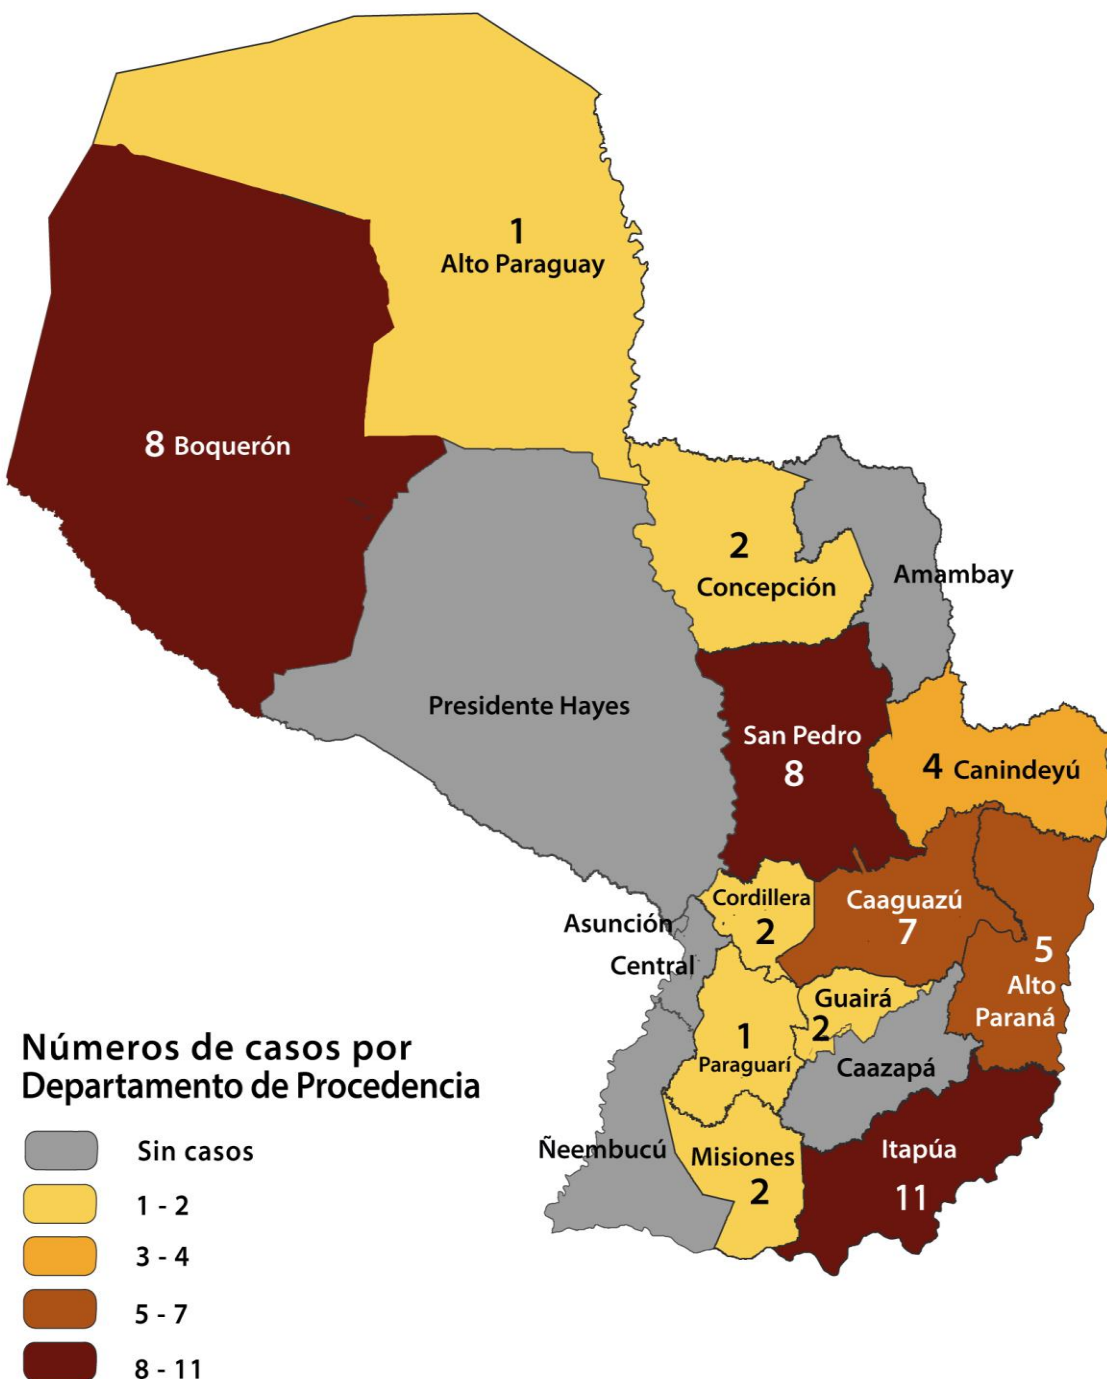 1
Alto Paraguay
8 Boquerón
2
Concepción
Amambay
Presidente Hayes
San Pedro
8
4 Canindeyú
Cordillera
2
Caaguazú
7
Asunción
Central
5
Alto
Paraná
Guairá
2
1
Paraguarí
Caazapá
Ñeembucú
Misiones
2
Itapúa
11
Números de casos por
Departamento de Procedencia
Sin casos
1 - 2
3 - 4
5 - 7
8 - 11